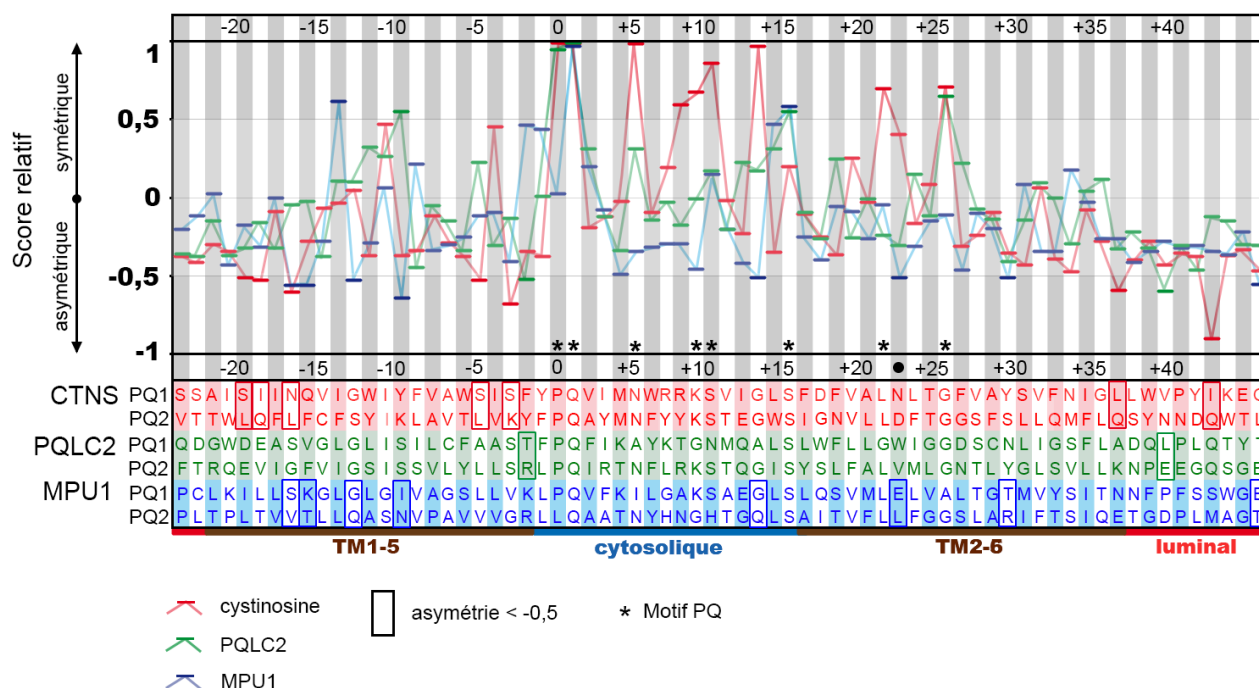 -20 -15 -10 -5 0 +5 +10 +15 +20 +25 +30 +35 +40
Score relatif
symétrique
asymétrique
1
0,5
0
-0,5
-1
* * * * * * * *
-20 -15 -10 -5 0 +5 +10 +15 +20 ● +25 +30 +35 +40
CTNS PQ1 SSAISIINQVIGWIYFVAWSISFYPQVIMNWRRKSVIGLSFDFVALNLTGFVAYSVFNIGLLWVPYIKEQ
PQ2 VTTWLQFLFCFSYIKLAVTLVKYFPQAYMNFYRKSTEGWSIGNVLLDFTGGSFSLLQMFLQSYNNDQWTL
PQLC2 PQ1 QDGWDEASVGLGLISILCFAASTFPQFIKAYKTGNMQALSLWFLLGWIGGDSCNLIGSFLADQLPLQTYT
PQ2 FTRQEVIGFVIGSISSVLYLLSRLPQIRTNFLRKSTQGISYSLFALVMLGNTLYGLSVLLKNPEEGQSGE
MPU1 PQ1 PCLKILLSKGLGLGIVAGSLLVKLPQVFKILGAKSAEGLSLQSVMLELVALTGTMVYSITNNFPFSSWGE
PQ2 PLTPLTVVTLLQASNVPAVVVGRLLQAATNYHNGHTGQLSAITVFLLFGGSLARIFTSIQETGDPLMAGT
TM1-5 cytosolique TM2-6 luminal
cystinosine
asymétrie < -0,5
* Motif PQ
PQLC2
MPU1